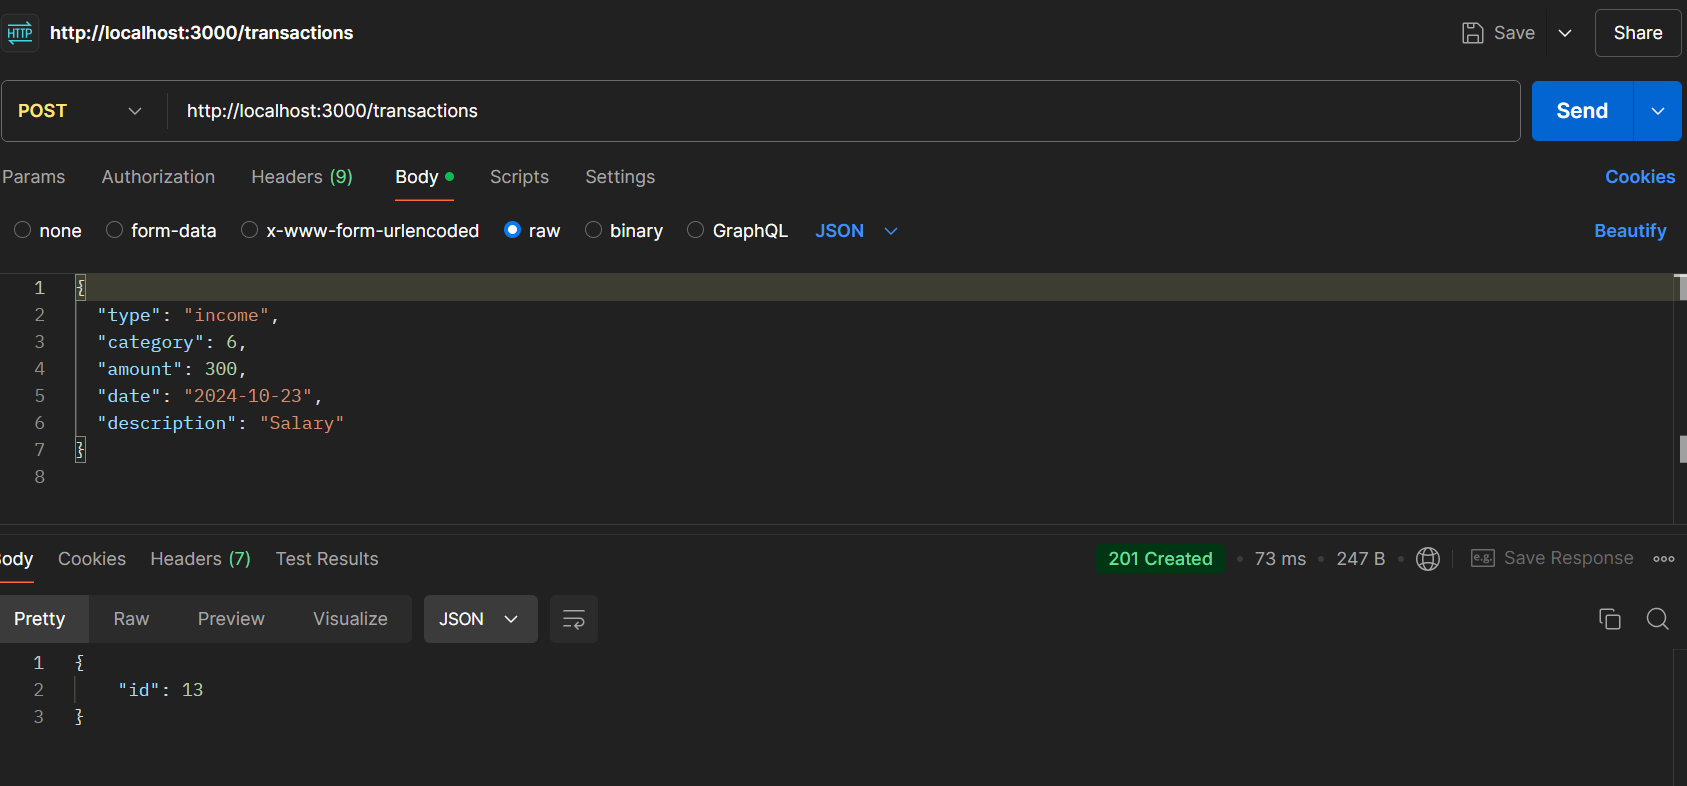 HTTP http://localhost:3000/transactions Save Share
POST http://localhost:3000/transactions Send
Params Authorization Headers (9) Body Scripts Settings Cookies
none form-data x-www-form-urlencoded raw binary GraphQL JSON Beautify
1 {
2 "type": "income",
3 "category": 6,
4 "amount": 300,
5 "date": "2024-10-23",
6 "description": "Salary"
7 }
8
ody Cookies Headers (7) Test Results 201 Created • 73 ms • 247 B • e.g. Save Response
Pretty Raw Preview Visualize JSON
1 {
2 "id": 13
3 }